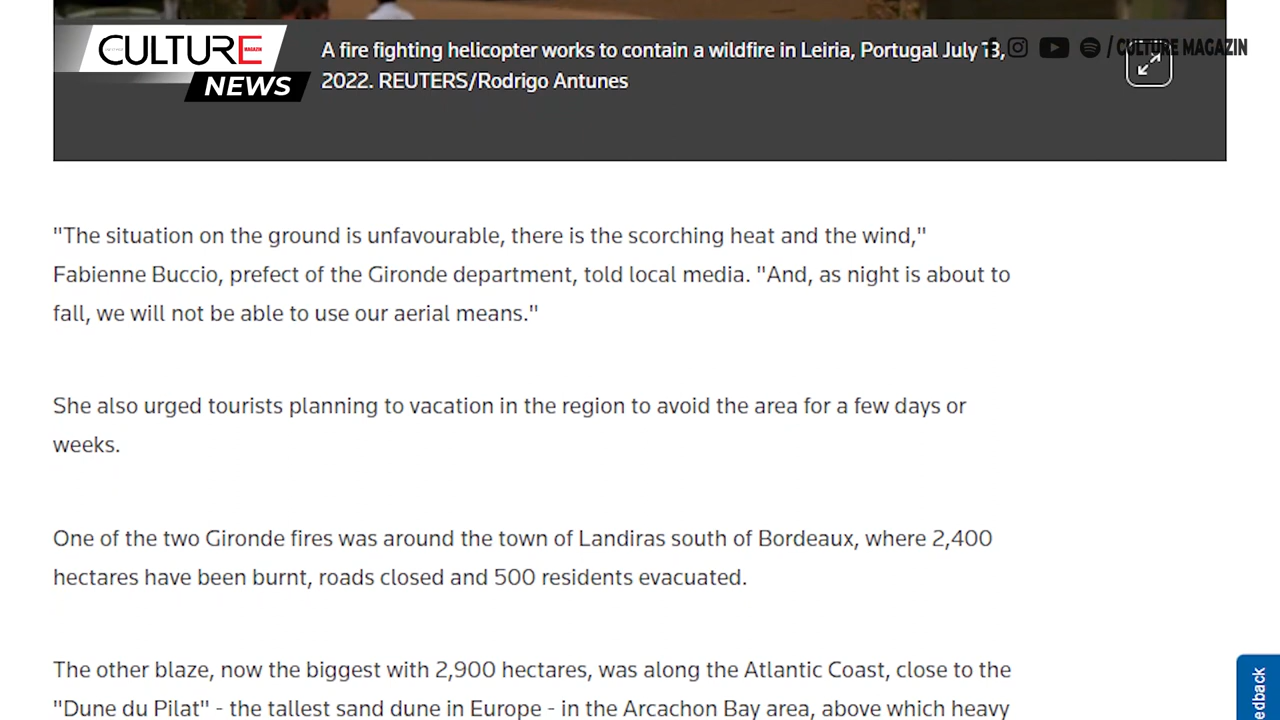 CULTURE
MAGAZIN
NEWS
A fire fighting helicopter works to contain a wildfire in Leiria, Portugal July 13,
2022. REUTERS/Rodrigo Antunes
/ CULTURE MAGAZIN
"The situation on the ground is unfavourable, there is the scorching heat and the wind,"
Fabienne Buccio, prefect of the Gironde department, told local media. "And, as night is about to
fall, we will not be able to use our aerial means."
She also urged tourists planning to vacation in the region to avoid the area for a few days or
weeks.
One of the two Gironde fires was around the town of Landiras south of Bordeaux, where 2,400
hectares have been burnt, roads closed and 500 residents evacuated.
The other blaze, now the biggest with 2,900 hectares, was along the Atlantic Coast, close to the
"Dune du Pilat" - the tallest sand dune in Europe - in the Arcachon Bay area, above which heavy
edback